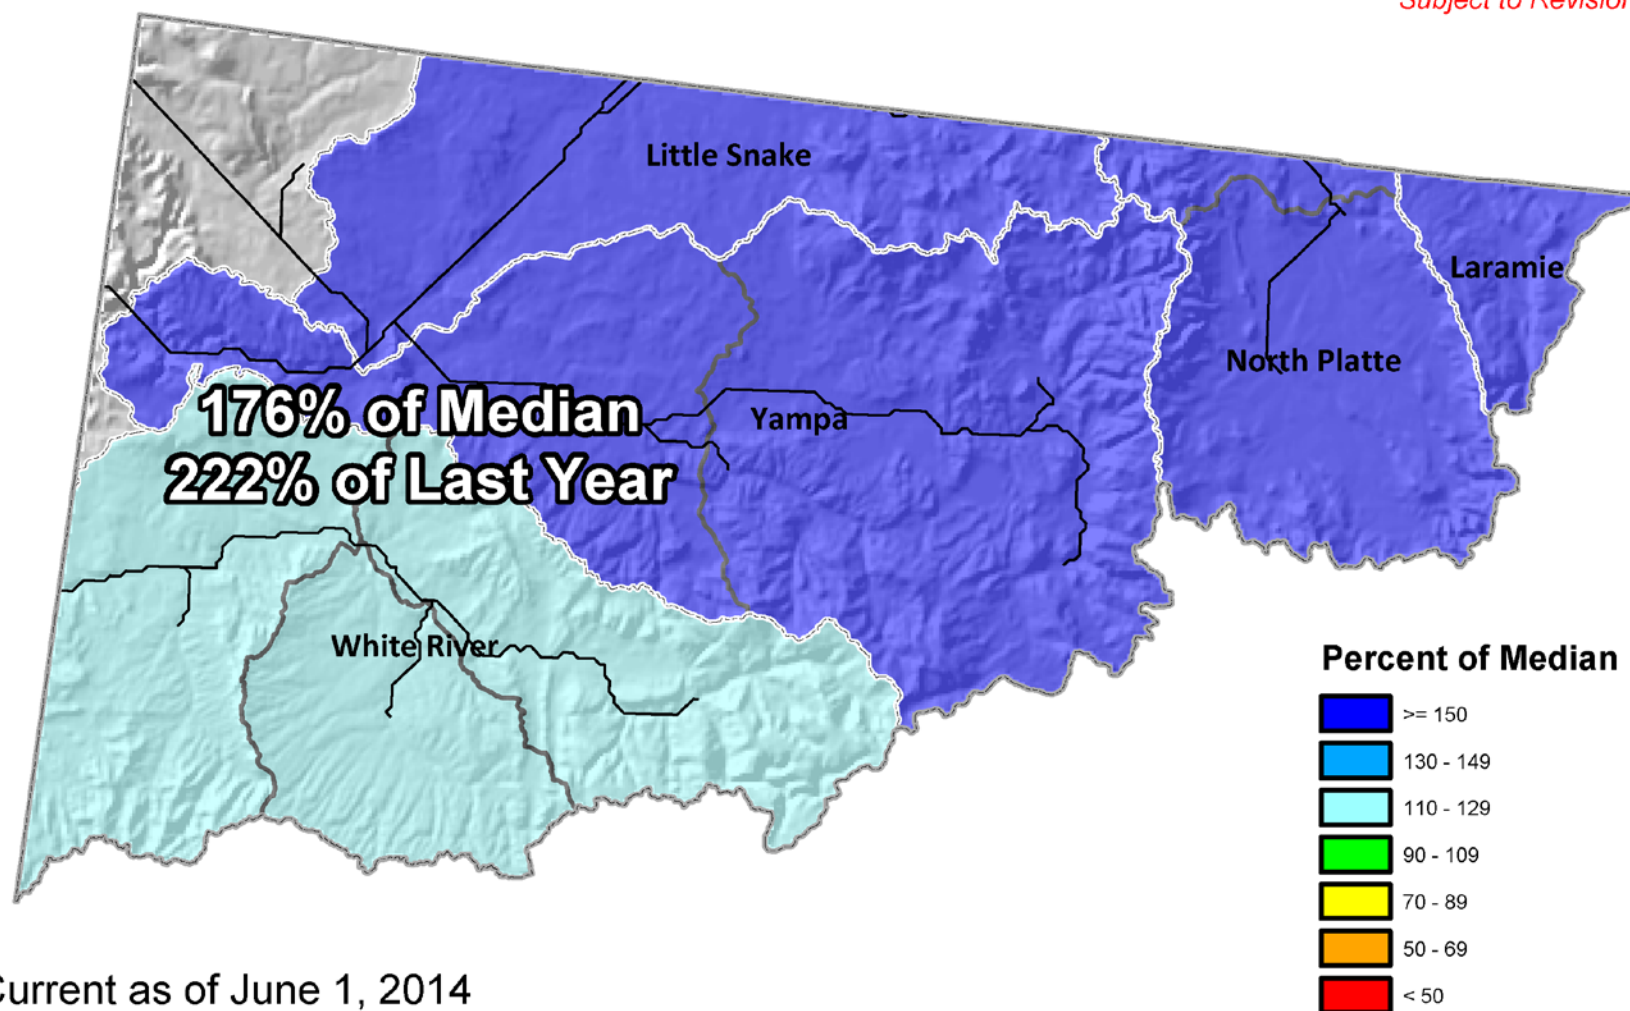 Subject to Revision
Little Snake
Laramie
North Platte
176% of Median
Yampa
222% of Last Year
White River
Percent of Median
>= 150
130 - 149
110 - 129
90 - 109
70 - 89
50 - 69
< 50
Current as of June 1, 2014